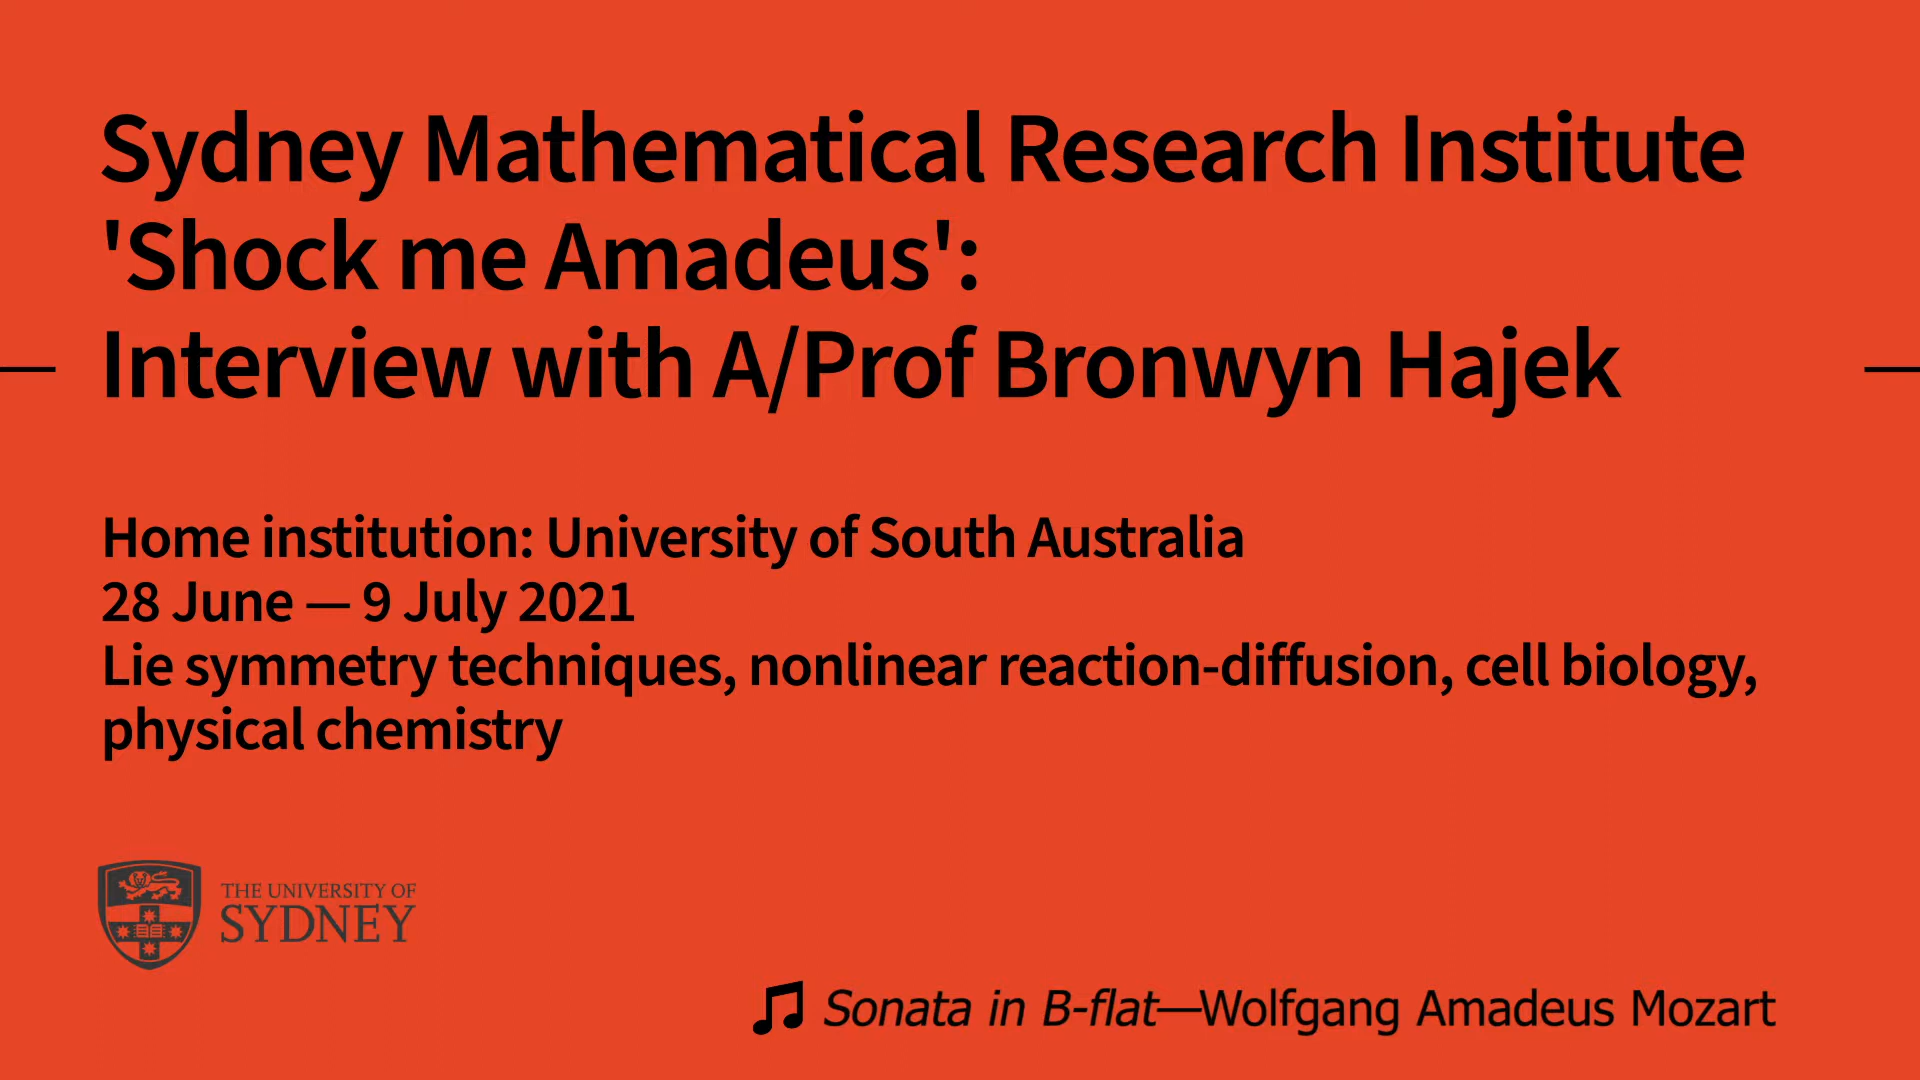 Sydney Mathematical Research Institute
'Shock me Amadeus':
Interview with A/Prof Bronwyn Hajek
Home institution: University of South Australia
28 June — 9 July 2021
Lie symmetry techniques, nonlinear reaction-diffusion, cell biology,
physical chemistry
THE UNIVERSITY OF
SYDNEY
Sonata in B-flat—Wolfgang Amadeus Mozart